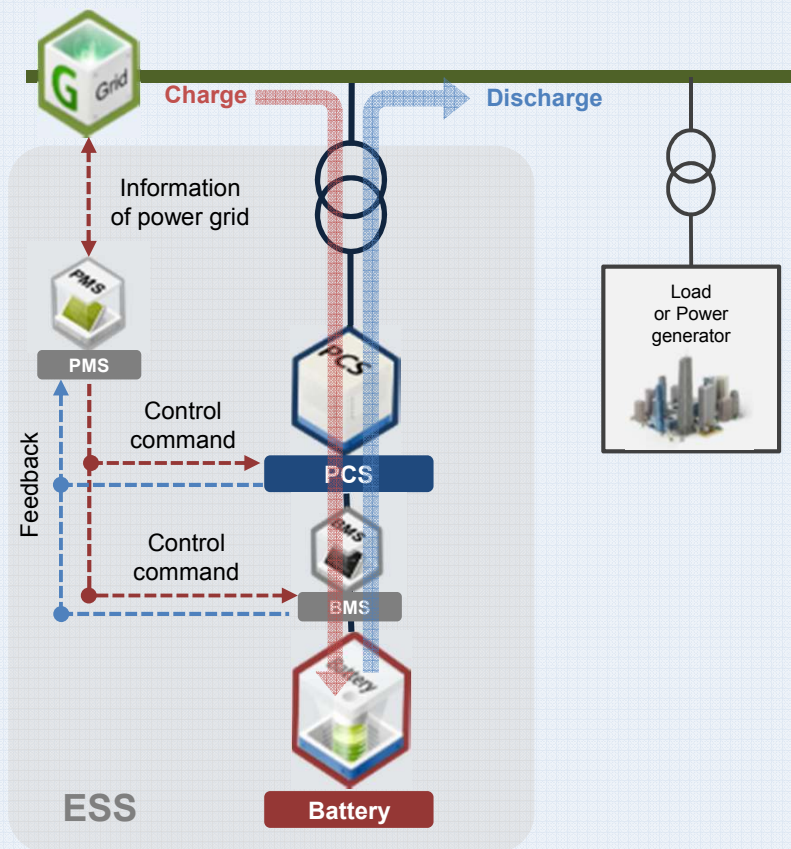 G
Grid
Charge
Discharge
Information
of power grid
PMS
PMS
Load
or Power
generator
PCS
Control
command
PCS
Feedback
BMS
Control
command
BMS
Battery
ESS
Battery